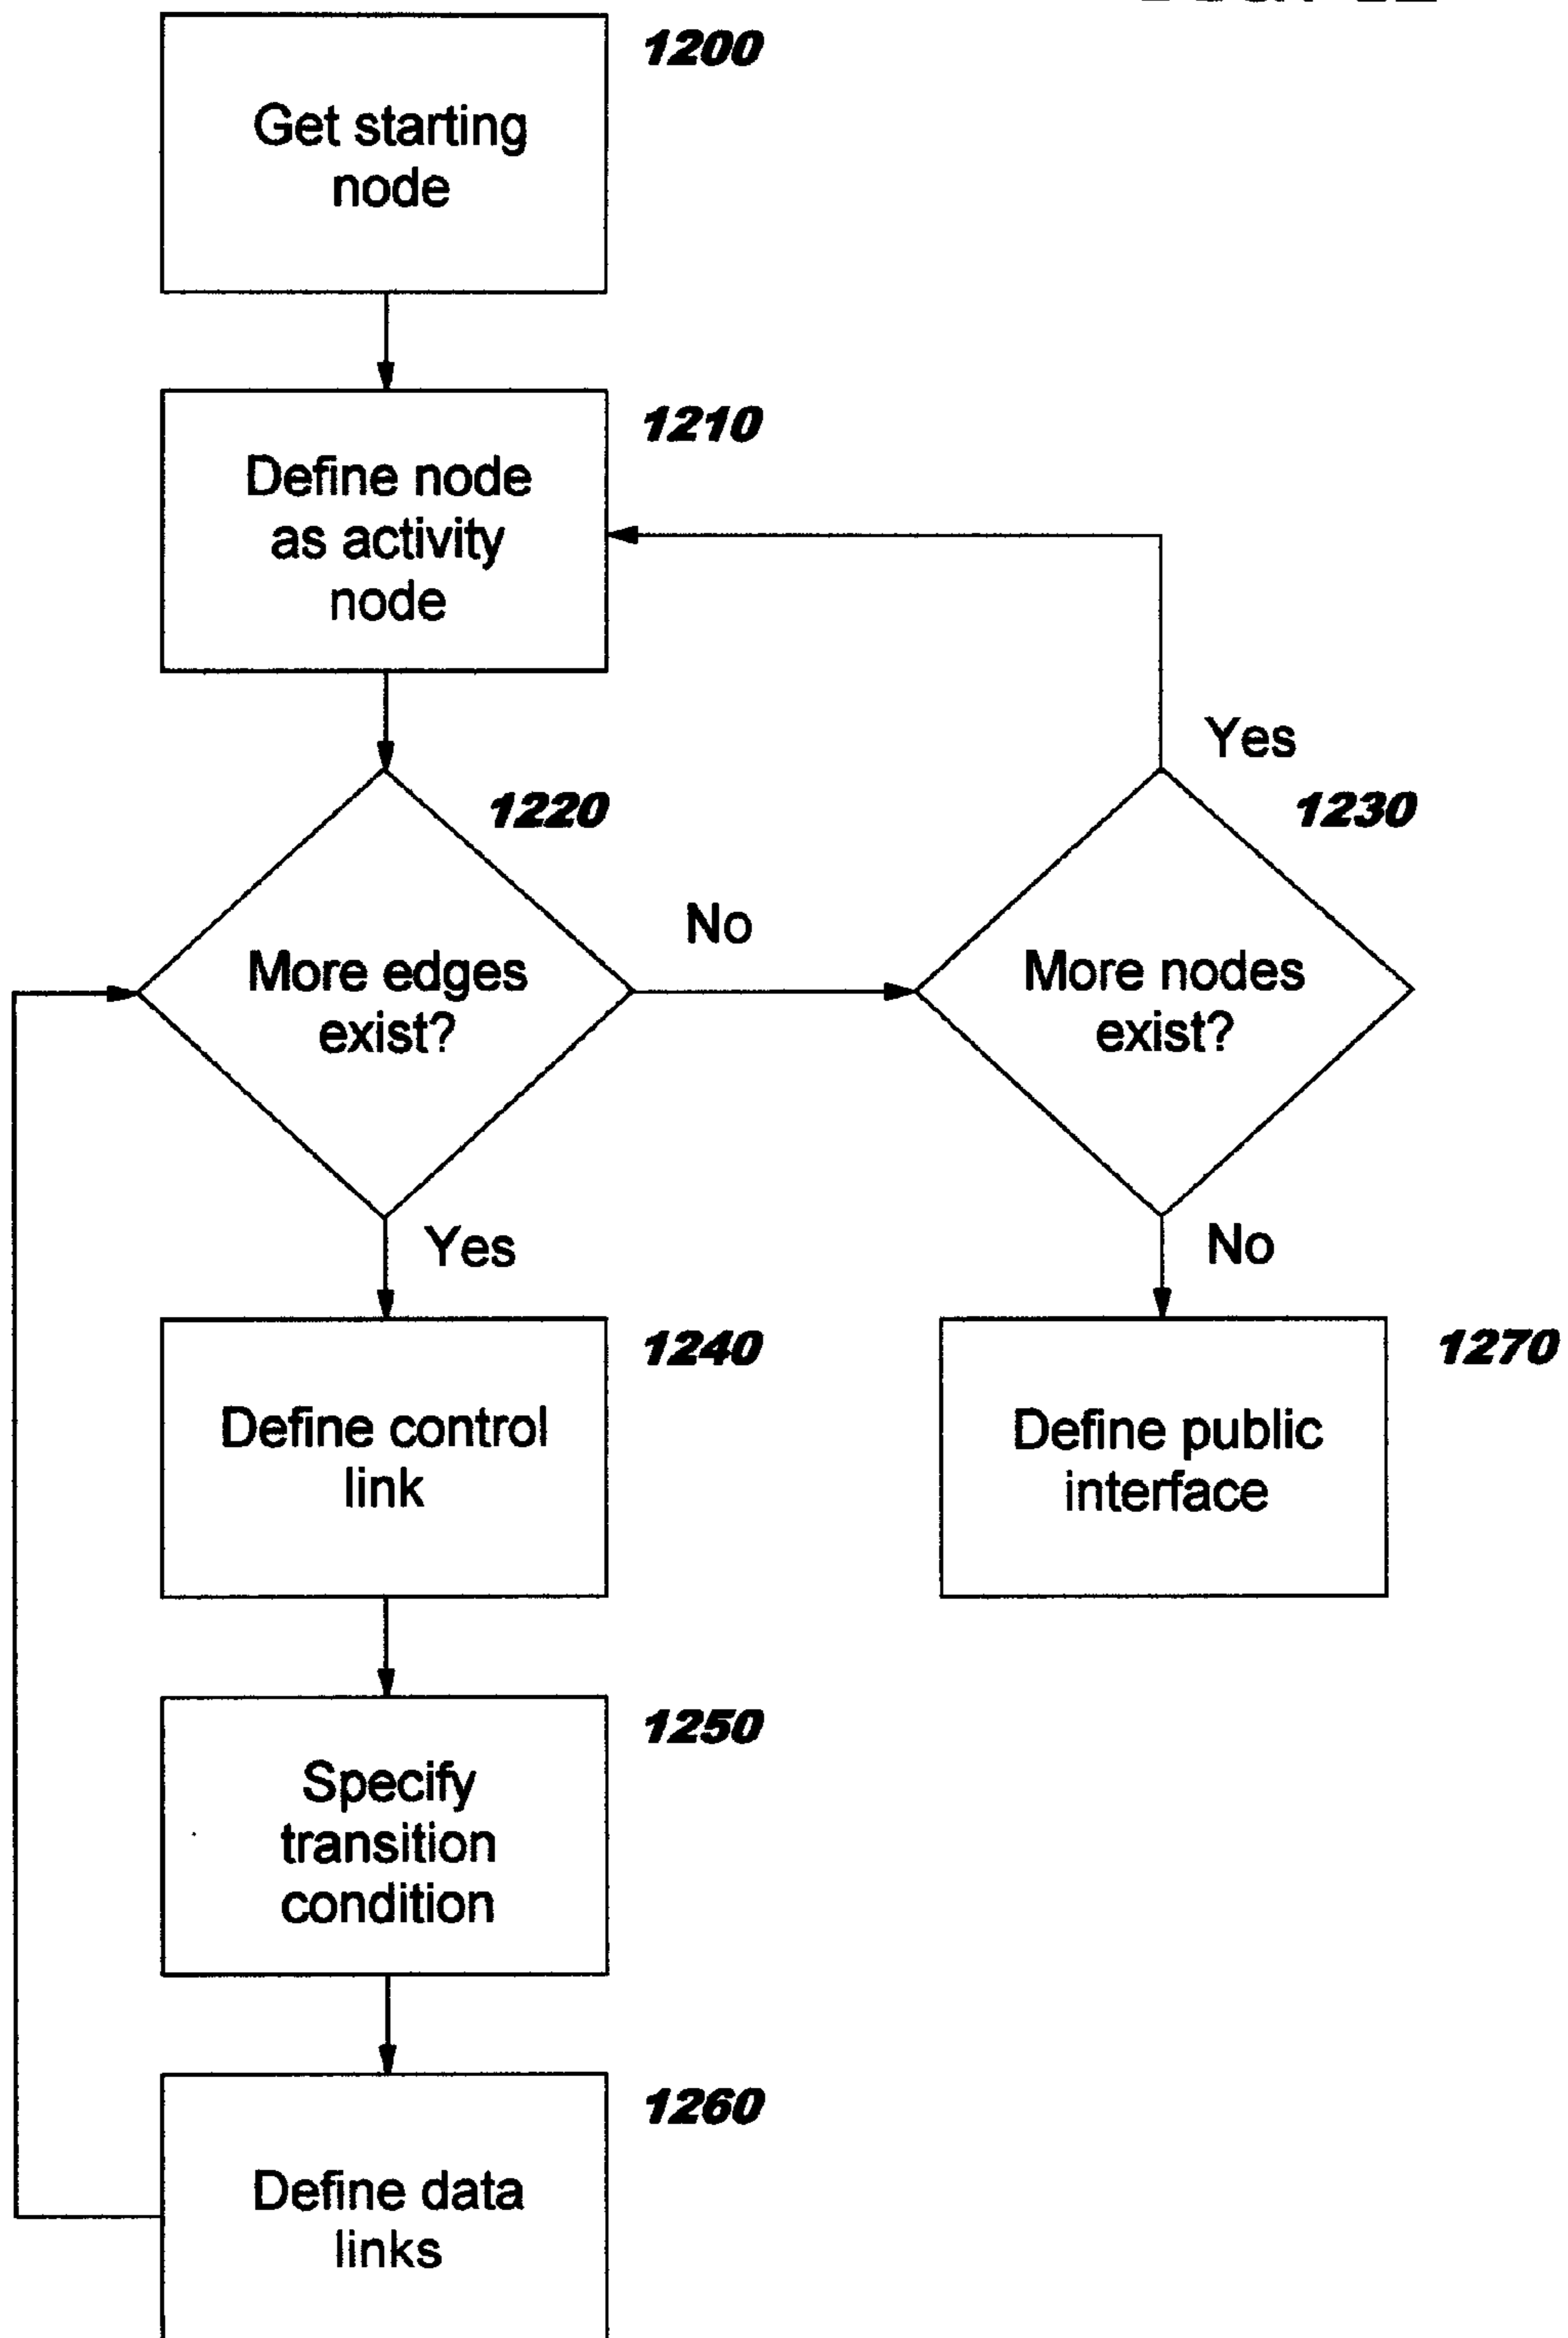 1200
Get starting
node
1210
Define node
as activity
node
Yes
1220
1230
No
More edges
exist?
More nodes
exist?
Yes
No
1240
1270
Define control
link
Define public
interface
1250
Specify
transition
condition
1260
Define data
links